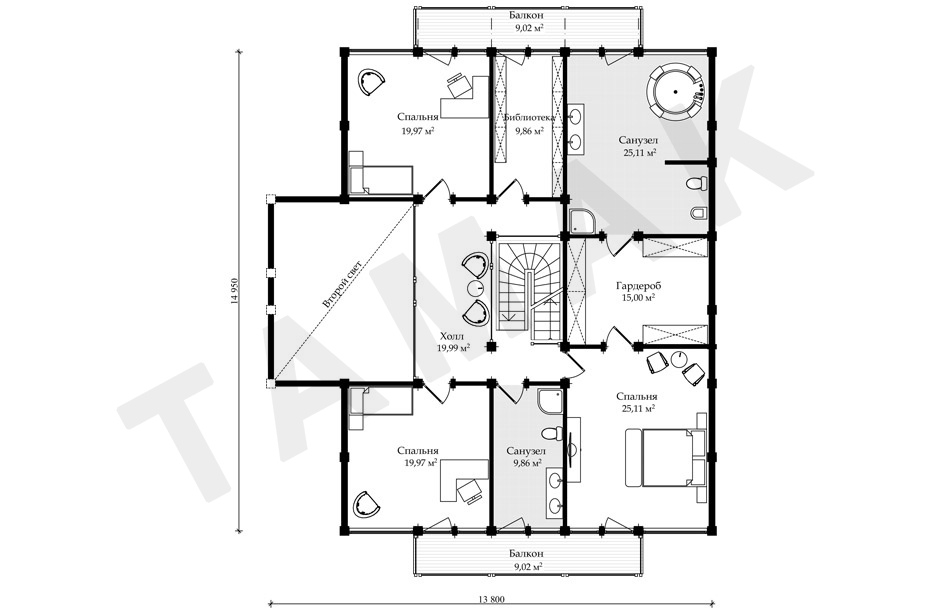 Балкон
9,02 м²
Спальня
19,97 м²
Библиотека
9,86 м²
Санузел
25,11 м²
Второй свет
Гардероб
15,00 м²
Холл
19,99 м²
14 950
Спальня
25,11 м²
Спальня
19,97 м²
Санузел
9,86 м²
Балкон
9,02 м²
13 800
TAMAK